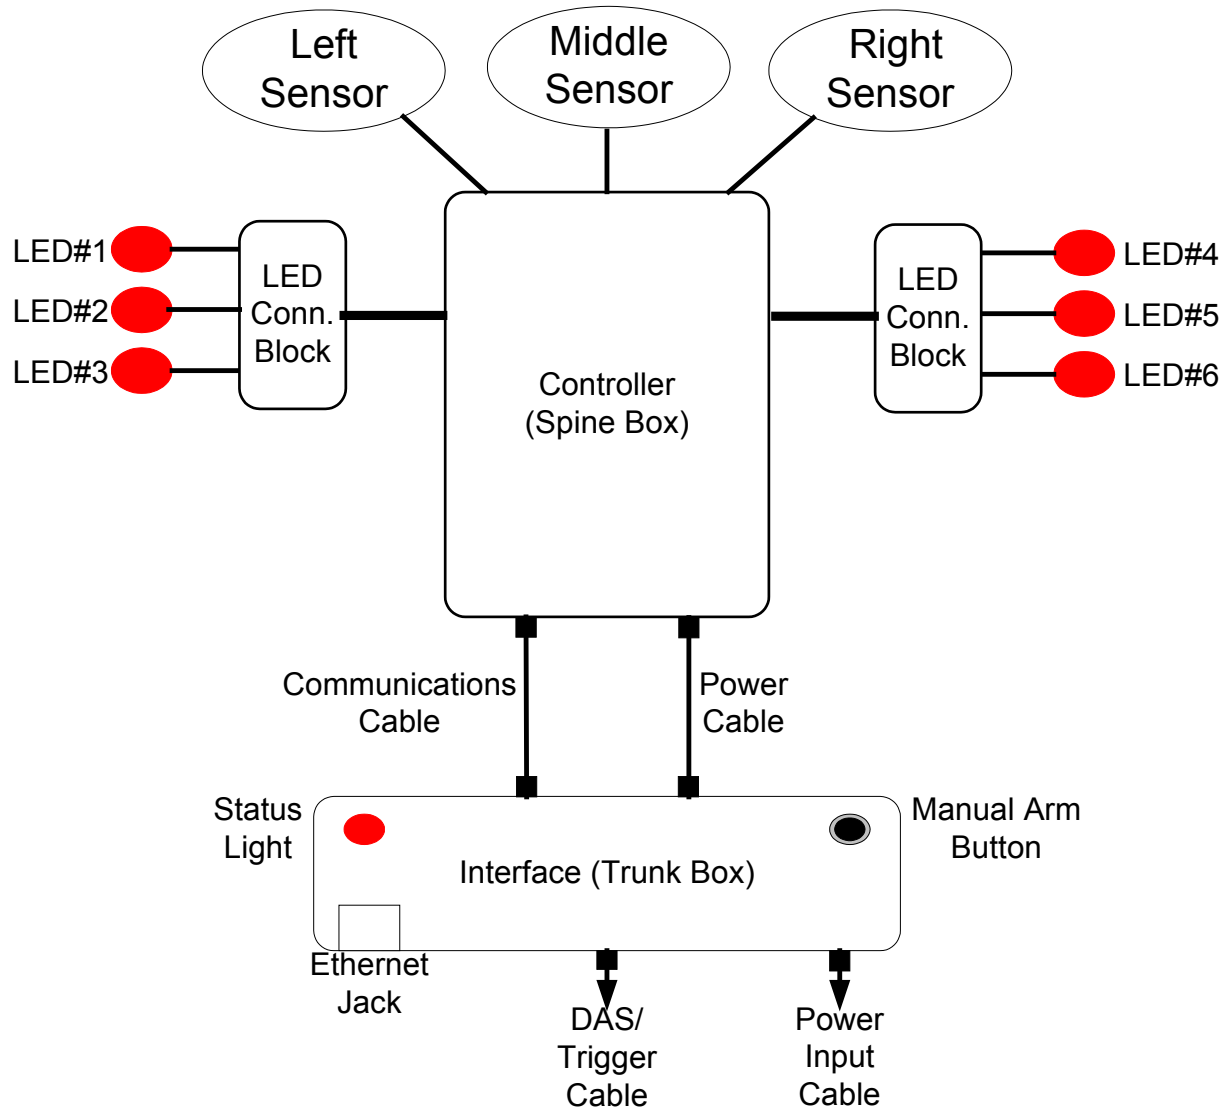 Left
Sensor
Middle
Sensor
Right
Sensor
LED#1
LED#2
LED#3
LED
Conn.
Block
Controller
(Spine Box)
LED
Conn.
Block
LED#4
LED#5
LED#6
Communications
Cable
Power
Cable
Status
Light
Interface (Trunk Box)
Manual Arm
Button
Ethernet
Jack
DAS/
Trigger
Cable
Power
Input
Cable